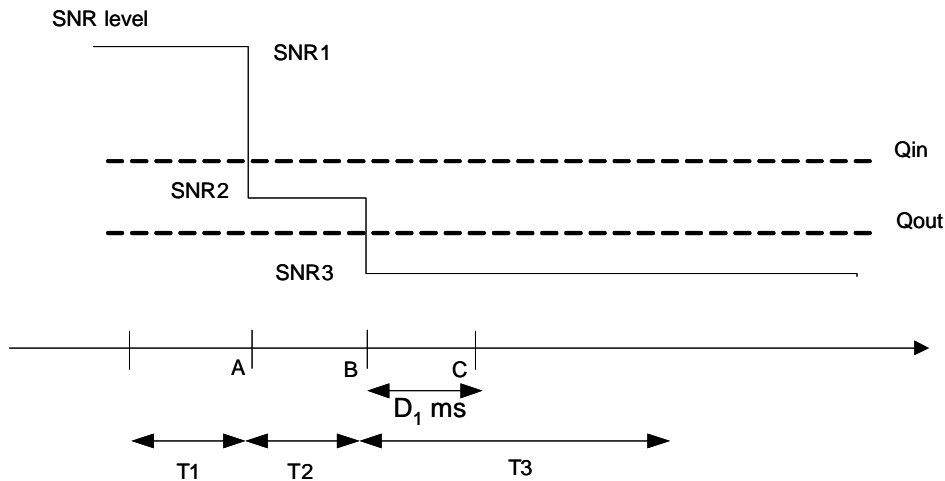 SNR level
SNR1
Qin
SNR2
Qout
SNR3
A
B
C
D₁ ms
T1
T2
T3